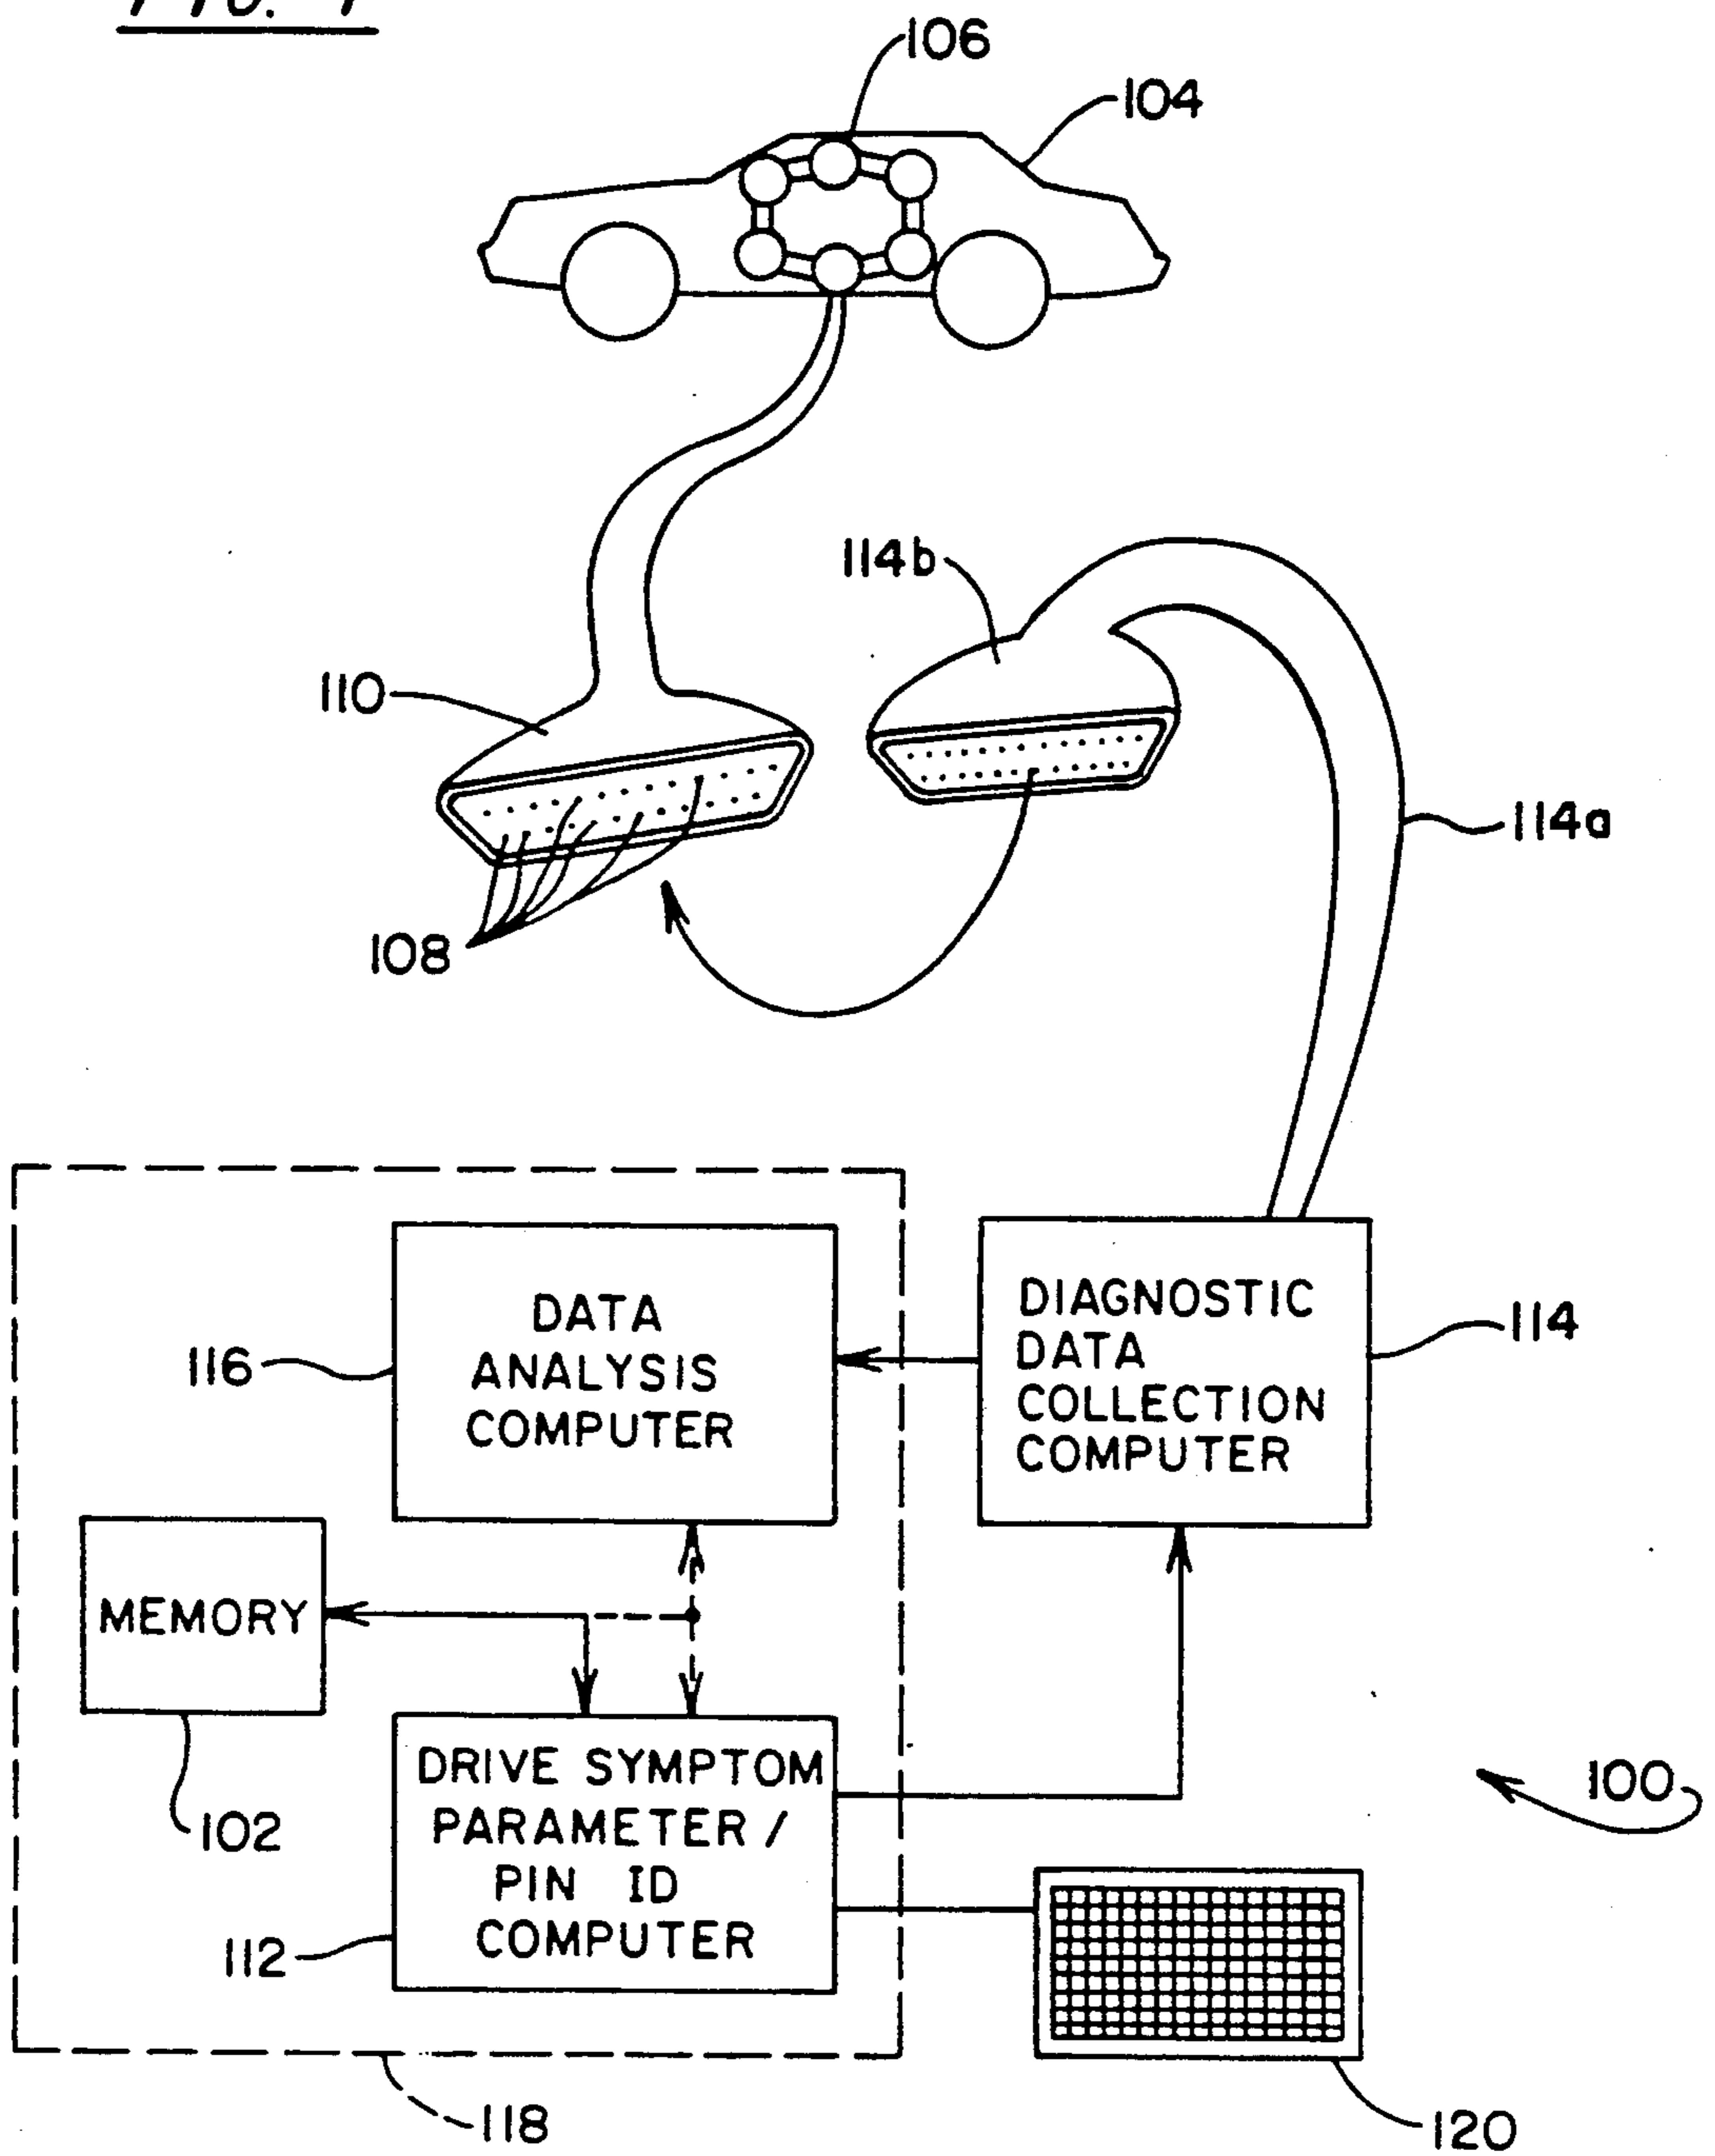 106
104
114b
110
114a
108
DATA
ANALYSIS
COMPUTER
116
DIAGNOSTIC
DATA
COLLECTION
COMPUTER
114
MEMORY
102
DRIVE SYMPTOM
PARAMETER /
PIN ID
COMPUTER
112
100
118
120